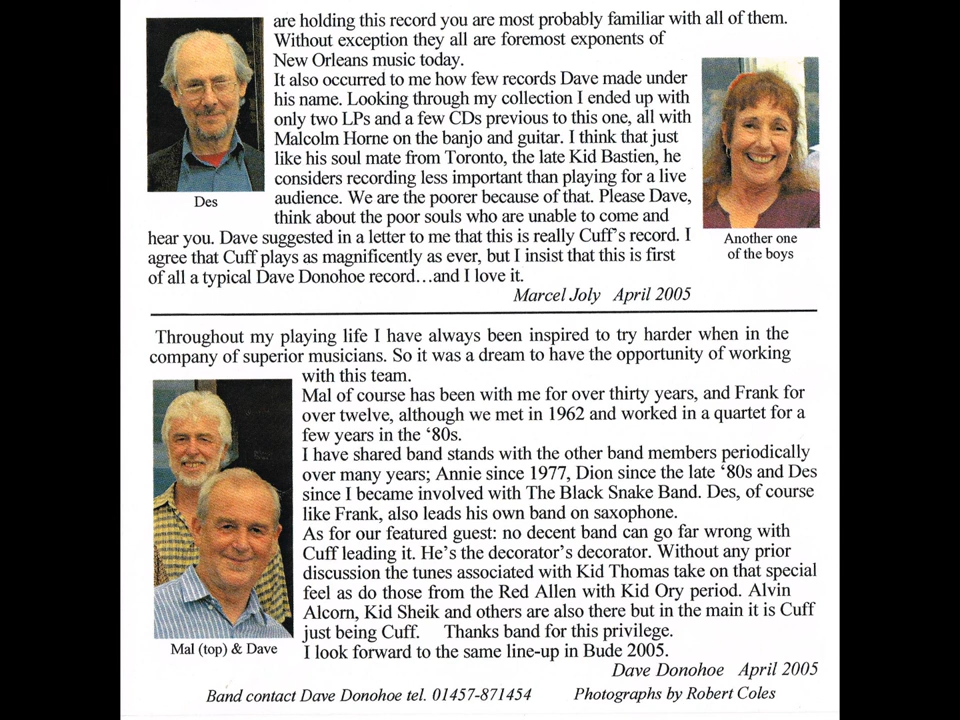 are holding this record you are most probably familiar with all of them.
Without exception they all are foremost exponents of
New Orleans music today.
It also occurred to me how few records Dave made under
his name. Looking through my collection I ended up with
only two LPs and a few CDs previous to this one, all with
Malcolm Horne on the banjo and guitar. I think that just
like his soul mate from Toronto, the late Kid Bastien, he
considers recording less important than playing for a live
audience. We are the poorer because of that. Please Dave,
think about the poor souls who are unable to come and
hear you. Dave suggested in a letter to me that this is really Cuff's record. I
agree that Cuff plays as magnificently as ever, but I insist that this is first
of all a typical Dave Donohoe record…and I love it.
Des
Another one
of the boys
Marcel Joly April 2005
Throughout my playing life I have always been inspired to try harder when in the
company of superior musicians. So it was a dream to have the opportunity of working
with this team.
Mal of course has been with me for over thirty years, and Frank for
over twelve, although we met in 1962 and worked in a quartet for a
few years in the ‘80s.
I have shared band stands with the other band members periodically
over many years; Annie since 1977, Dion since the late ‘80s and Des
since I became involved with The Black Snake Band. Des, of course
like Frank, also leads his own band on saxophone.
As for our featured guest: no decent band can go far wrong with
Cuff leading it. He’s the decorator’s decorator. Without any prior
discussion the tunes associated with Kid Thomas take on that special
feel as do those from the Red Allen with Kid Ory period. Alvin
Alcorn, Kid Sheik and others are also there but in the main it is Cuff
just being Cuff. Thanks band for this privilege.
I look forward to the same line-up in Bude 2005.
Mal (top) & Dave
Dave Donohoe April 2005
Band contact Dave Donohoe tel. 01457-871454 Photographs by Robert Coles